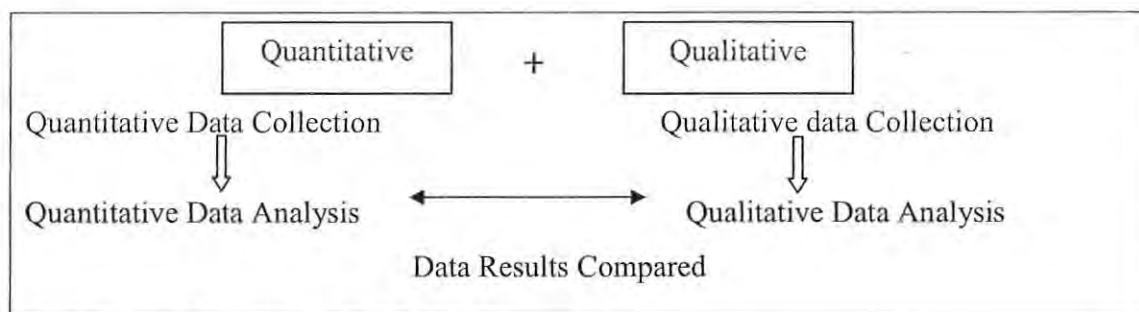 Quantitative + Qualitative
Quantitative Data Collection Qualitative data Collection
Quantitative Data Analysis Qualitative Data Analysis
Data Results Compared